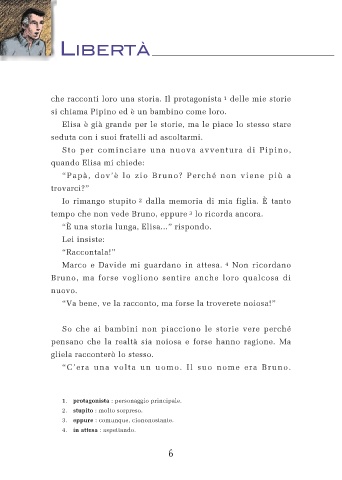 LIBERTÀ
che racconti loro una storia. Il protagonista 1 delle mie storie
si chiama Pipino ed è un bambino come loro.
Elisa è già grande per le storie, ma le piace lo stesso stare
seduta con i suoi fratelli ad ascoltarmi.
Sto per cominciare una nuova avventura di Pipino,
quando Elisa mi chiede:
“Papà, dov’è lo zio Bruno? Perché non viene più a
trovarci?”
Io rimango stupito 2 dalla memoria di mia figlia. È tanto
tempo che non vede Bruno, eppure 3 lo ricorda ancora.
“È una storia lunga, Elisa...” rispondo.
Lei insiste:
“Raccontala!”
Marco e Davide mi guardano in attesa. 4 Non ricordano
Bruno, ma forse vogliono sentire anche loro qualcosa di
nuovo.
“Va bene, ve la racconto, ma forse la troverete noiosa!”
So che ai bambini non piacciono le storie vere perché
pensano che la realtà sia noiosa e forse hanno ragione. Ma
gliela racconterò lo stesso.
“C’era una volta un uomo. Il suo nome era Bruno.
1. protagonista : personaggio principale.
2. stupito : molto sorpreso.
3. eppure : comunque, ciononostante.
4. in attesa : aspettando.
6